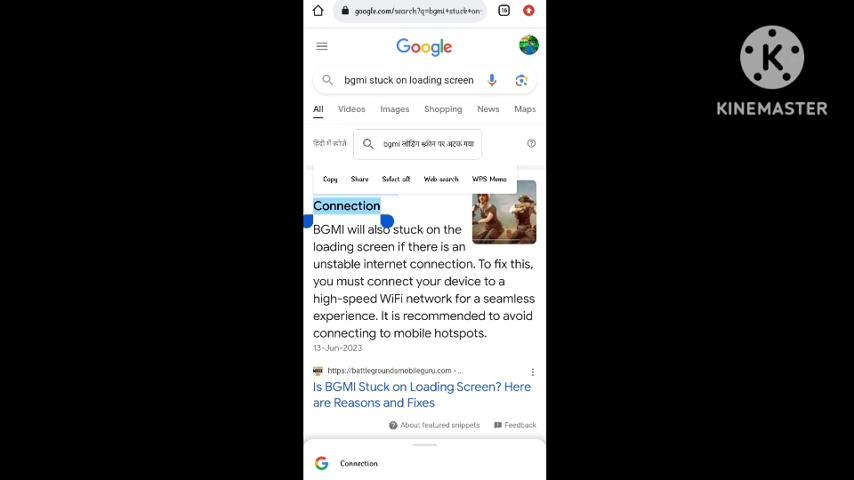 google.com/search?q=bgmi+stuck+on-
16
Google
bgmi stuck on loading screen
All Videos Images Shopping News Maps
हिंदी में खोजें
bgmi लोडिंग स्क्रीन पर अटक गया
Copy Share Select all Web search WPS Memo
Connection
BGMI will also stuck on the
loading screen if there is an
unstable internet connection. To fix this,
you must connect your device to a
high-speed WiFi network for a seamless
experience. It is recommended to avoid
connecting to mobile hotspots.
13-Jun-2023
https://battlegroundsmobileguru.com › ...
Is BGMI Stuck on Loading Screen? Here
are Reasons and Fixes
About featured snippets Feedback
Connection
K
KINEMASTER